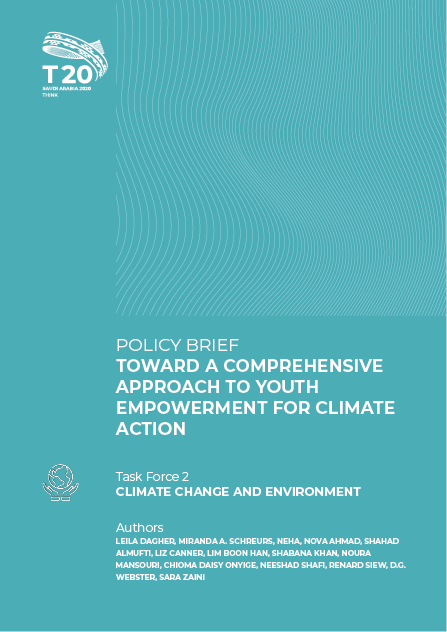 T20
SAUDI ARABIA 2020
THINK
POLICY BRIEF
TOWARD A COMPREHENSIVE
APPROACH TO YOUTH
EMPOWERMENT FOR CLIMATE
ACTION
Task Force 2
CLIMATE CHANGE AND ENVIRONMENT
Authors
LEILA DAGHER, MIRANDA A. SCHREURS, NEHA, NOVA AHMAD, SHAHAD
ALMUFTI, LIZ CANNER, LIM BOON HAN, SHABANA KHAN, NOURA
MANSOURI, CHIOMA DAISY ONYIGE, NEESHAD SHAFI, RENARD SIEW, D.G.
WEBSTER, SARA ZAINI